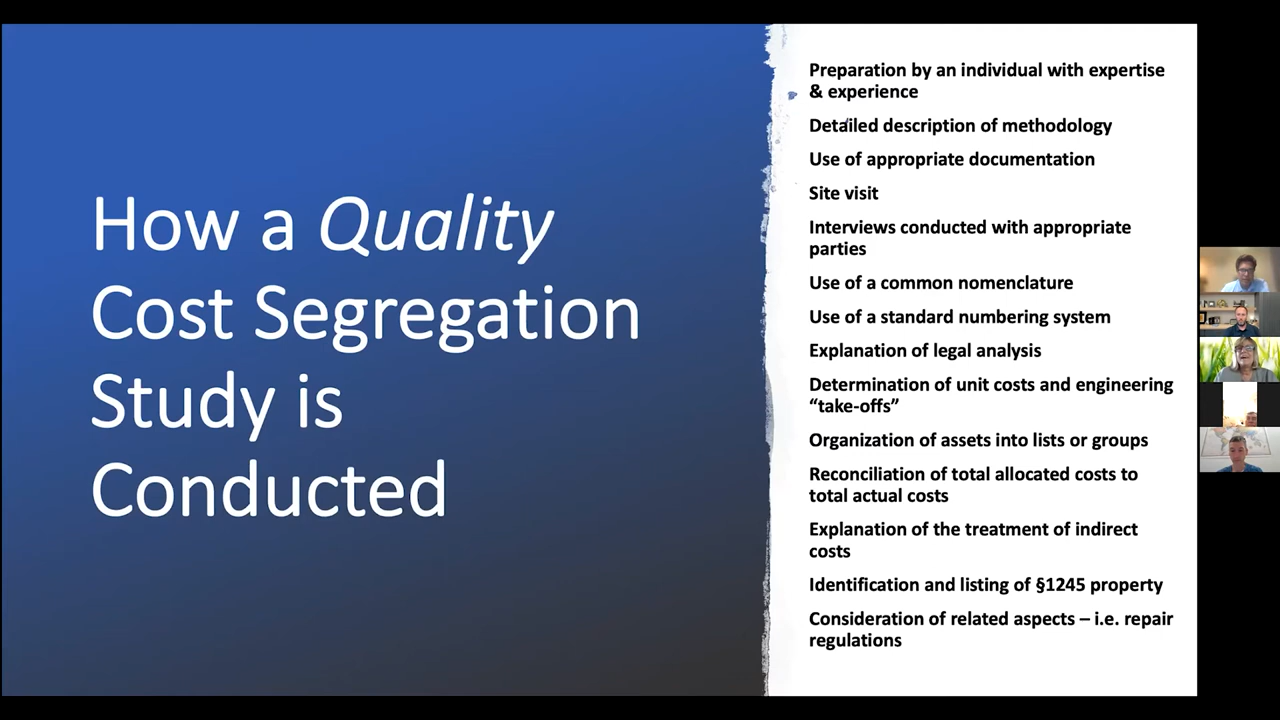 How a Quality
Cost Segregation
Study is
Conducted
Preparation by an individual with expertise
& experience
Detailed description of methodology
Use of appropriate documentation
Site visit
Interviews conducted with appropriate
parties
Use of a common nomenclature
Use of a standard numbering system
Explanation of legal analysis
Determination of unit costs and engineering
“take-offs”
Organization of assets into lists or groups
Reconciliation of total allocated costs to
total actual costs
Explanation of the treatment of indirect
costs
Identification and listing of §1245 property
Consideration of related aspects – i.e. repair
regulations